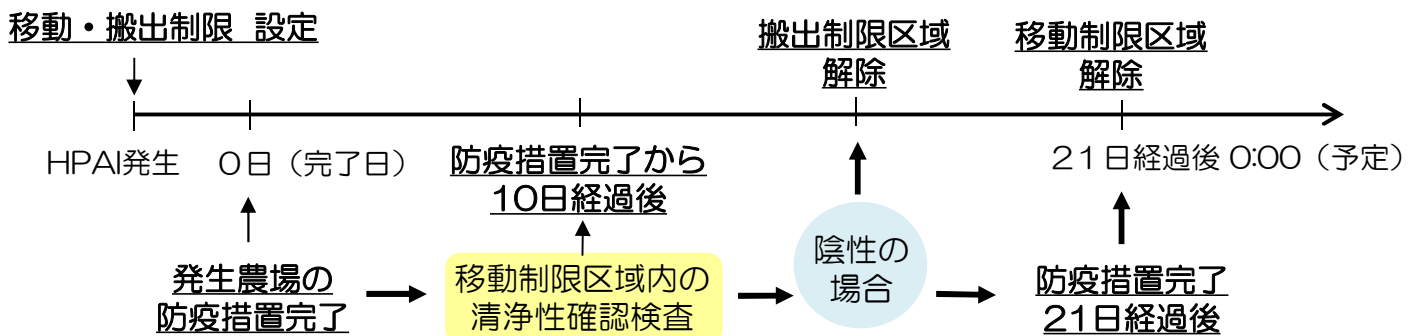 移動・搬出制限 設定
搬出制限区域
解除
移動制限区域
解除
HPAI発生
0日（完了日）
防疫措置完了から
10日経過後
21日経過後 0:00（予定）
発生農場の
防疫措置完了
移動制限区域内の
清浄性確認検査
陰性の
場合
防疫措置完了
21日経過後